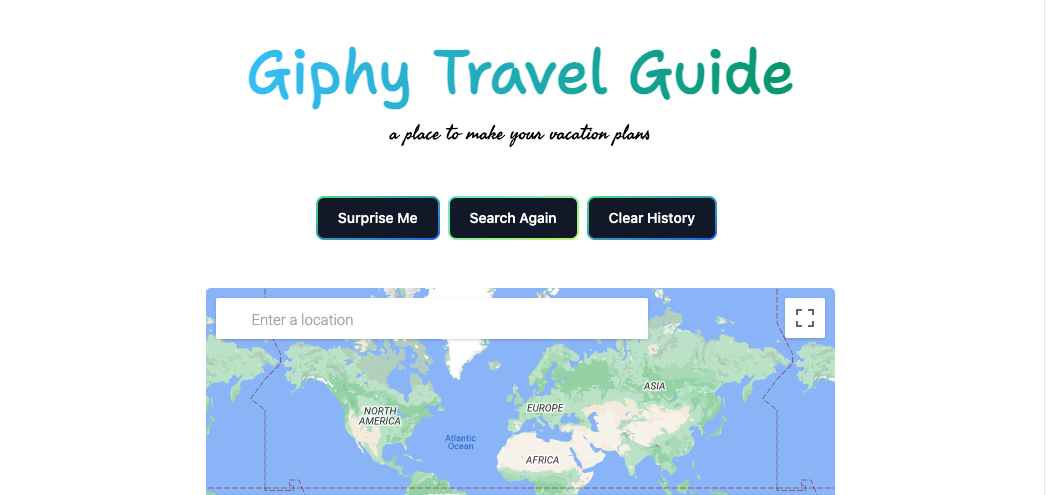 Giphy Travel Guide
a place to make your vacation plans
Surprise Me Search Again Clear History
Enter a location
ASIA
EUROPE
NORTH
AMERICA
Atlantic
Ocean
AFRICA